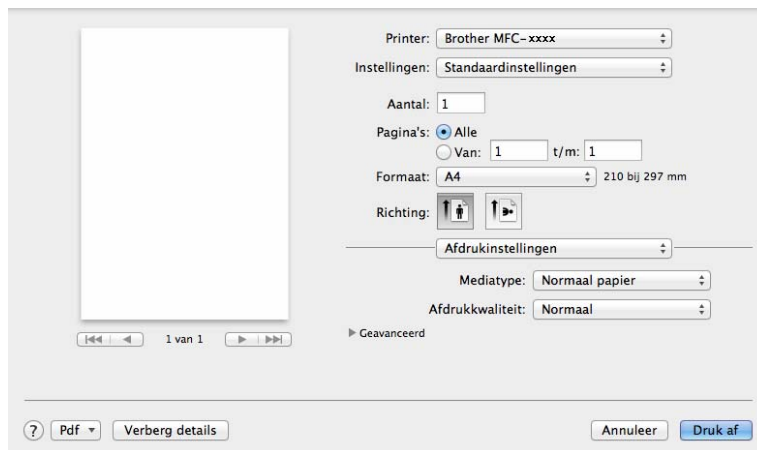 Printer: Brother MFC-xxxx
Instellingen: Standaardinstellingen
Aantal: 1
Pagina's: Alle
Van: 1 t/m: 1
Formaat: A4 210 bij 297 mm
Richting:
Afdrukinstellingen
Mediatype: Normaal papier
Afdrukkwaliteit: Normaal
Geavanceerd
1 van 1
? Pdf Verberg details Annuleer Druk af